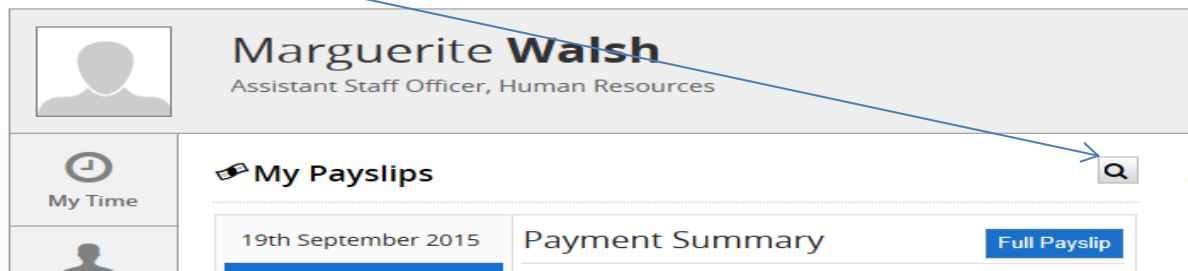 Marguerite Walsh
Assistant Staff Officer, Human Resources
My Time
My Payslips
19th September 2015
Payment Summary
Full Payslip